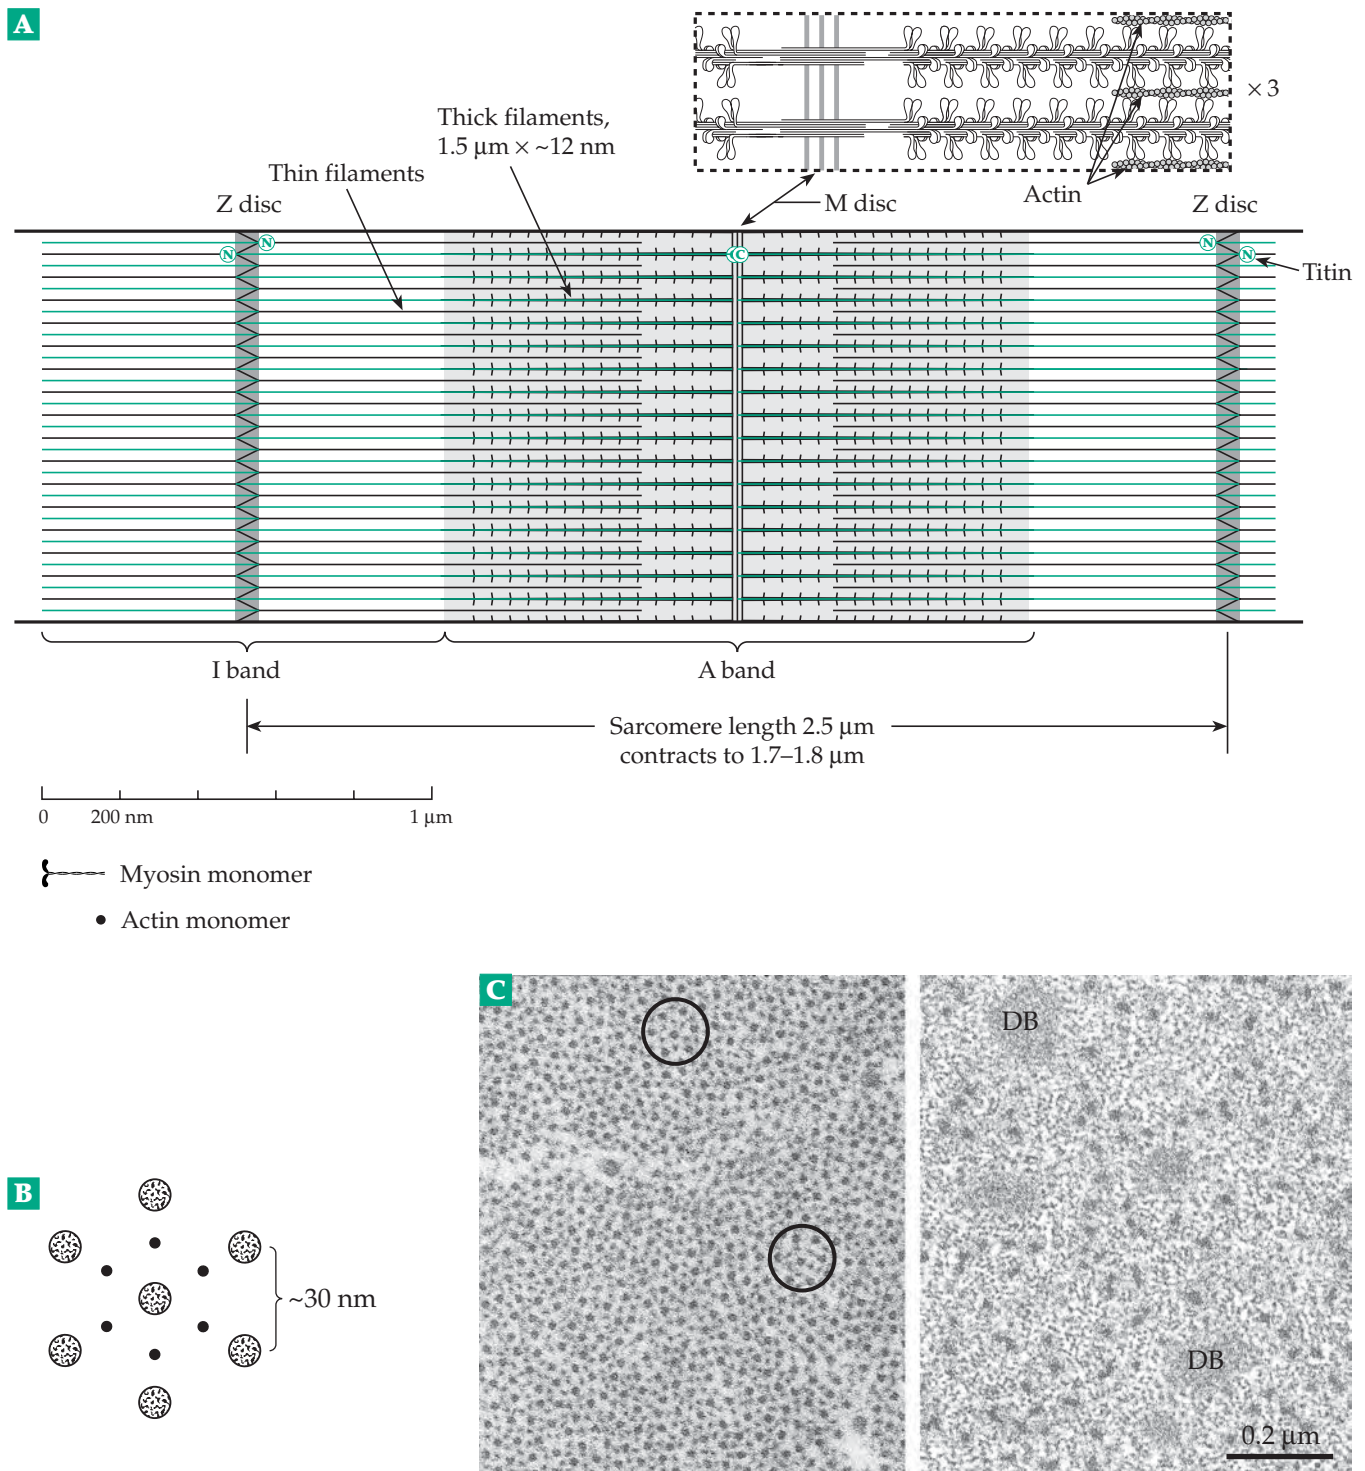 A
× 3
Thick filaments,
1.5 µm × ~12 nm
Thin filaments
Z disc
M disc
Actin
Z disc
N
N
C
N
N
Titin
I band
A band
Sarcomere length 2.5 µm
contracts to 1.7–1.8 µm
0
200 nm
1 µm
Myosin monomer
Actin monomer
B
~30 nm
C
DB
DB
0.2 µm